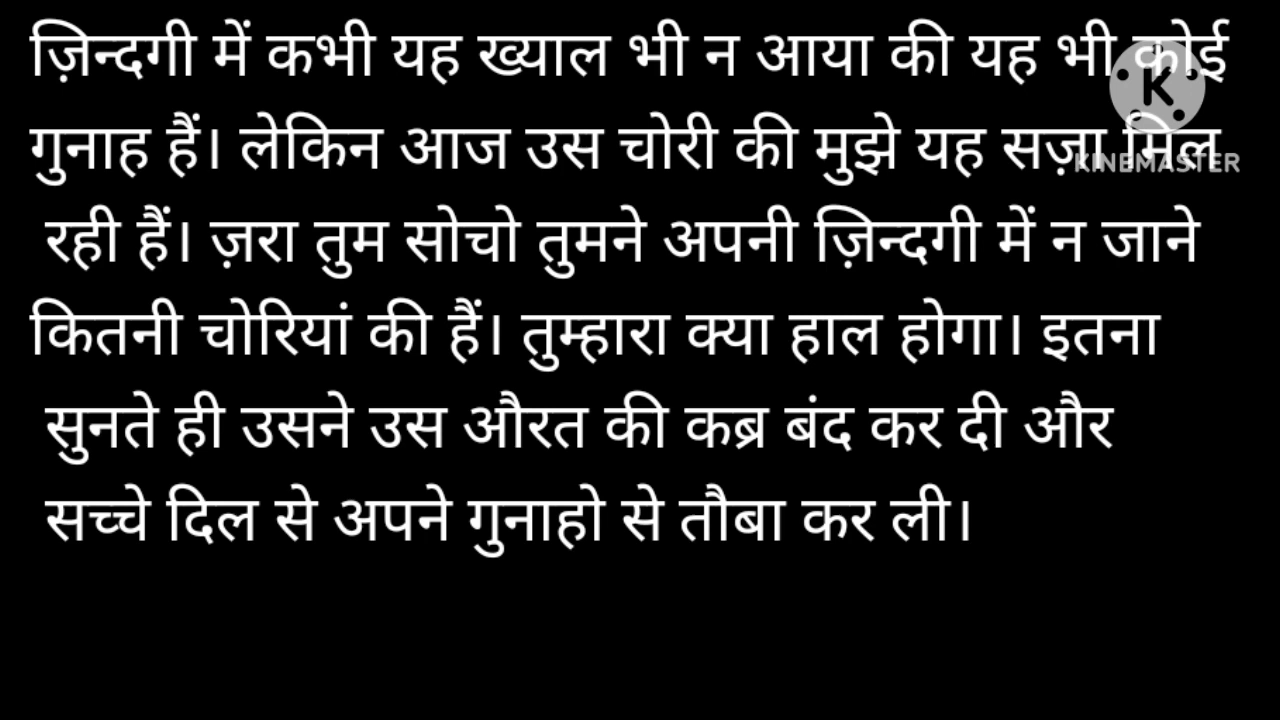 ज़िन्दगी में कभी यह ख्याल भी न आया की यह भी कोई
गुनाह हैं। लेकिन आज उस चोरी की मुझे यह सज़ा मिल
रही हैं। ज़रा तुम सोचो तुमने अपनी ज़िन्दगी में न जाने
कितनी चोरियां की हैं। तुम्हारा क्या हाल होगा। इतना
सुनते ही उसने उस औरत की कब्र बंद कर दी और
सच्चे दिल से अपने गुनाहो से तौबा कर ली।
K
KINEMASTER